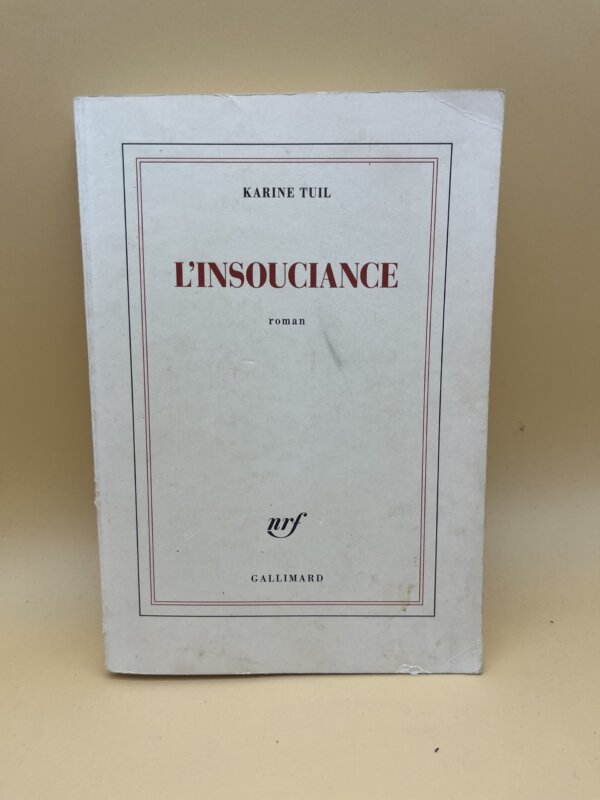 KARINE TUIL
L'INSOUCIANCE
roman
nrf
GALLIMARD